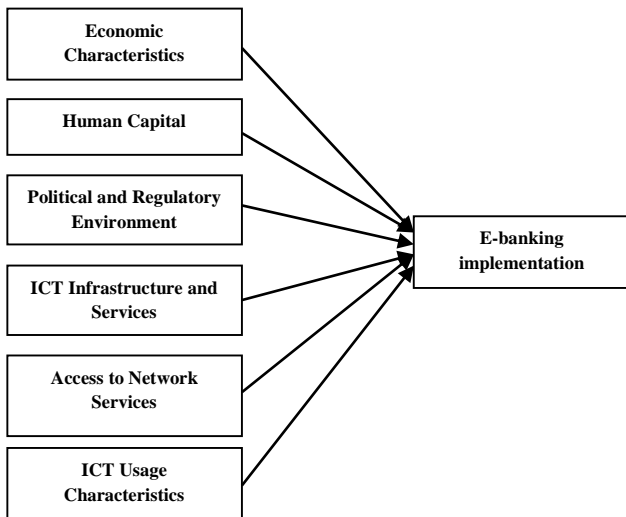 Economic
Characteristics
Human Capital
Political and Regulatory
Environment
ICT Infrastructure and
Services
Access to Network
Services
ICT Usage
Characteristics
E-banking
implementation